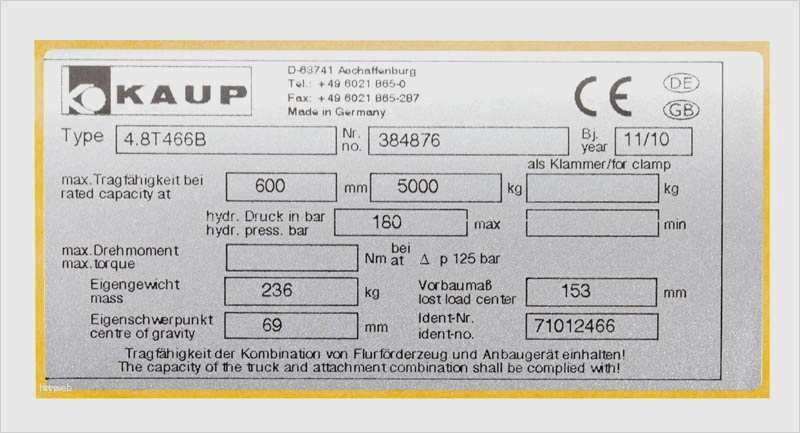 KAUP
D-63741 Aschaffenburg
Tel.: +49 6021 865-0
Fax: +49 6021 865-287
Made in Germany
CE
DE
GB
Type 4.8T466B Nr. no. 384876 Bj. year 11/10
als Klammer/for clamp
max.Tragfähigkeit bei
rated capacity at 600 mm 5000 kg kg
hydr. Druck in bar
hydr. press. bar 180 max min
max.Drehmoment
max.torque Nm bei at Δ p 125 bar
Eigengewicht
mass 236 kg
Vorbaumaß
lost load center 153 mm
Eigenschwerpunkt
centre of gravity 69 mm
Ident-Nr.
ident-no. 71012466
Tragfähigkeit der Kombination von Flurförderzeug und Anbaugerät einhalten!
The capacity of the truck and attachment combination shall be complied with!